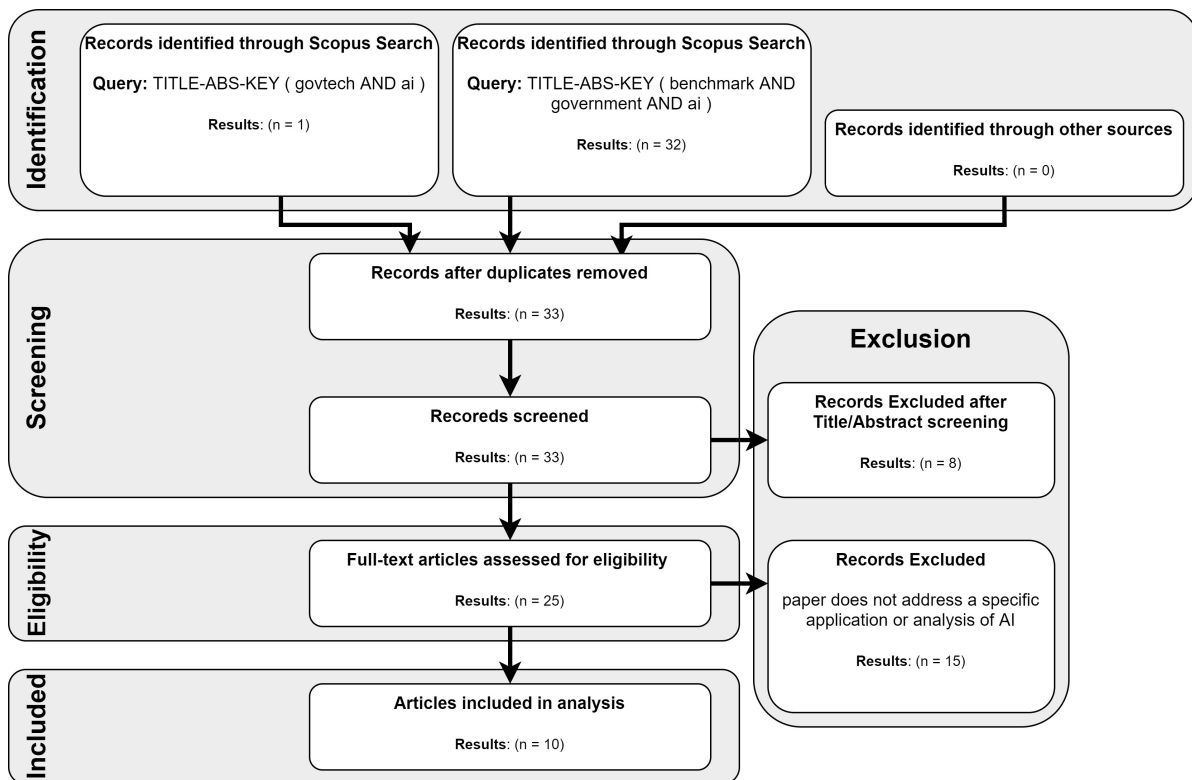 Identification
Records identified through Scopus Search
Query: TITLE-ABS-KEY ( govtech AND ai )
Results: (n = 1)
Records identified through Scopus Search
Query: TITLE-ABS-KEY ( benchmark AND
government AND ai )
Results: (n = 32)
Records identified through other sources
Results: (n = 0)
Screening
Records after duplicates removed
Results: (n = 33)
Recoreds screened
Results: (n = 33)
Exclusion
Records Excluded after
Title/Abstract screening
Results: (n = 8)
Eligibility
Full-text articles assessed for eligibility
Results: (n = 25)
Records Excluded
paper does not address a specific
application or analysis of AI
Results: (n = 15)
Included
Articles included in analysis
Results: (n = 10)